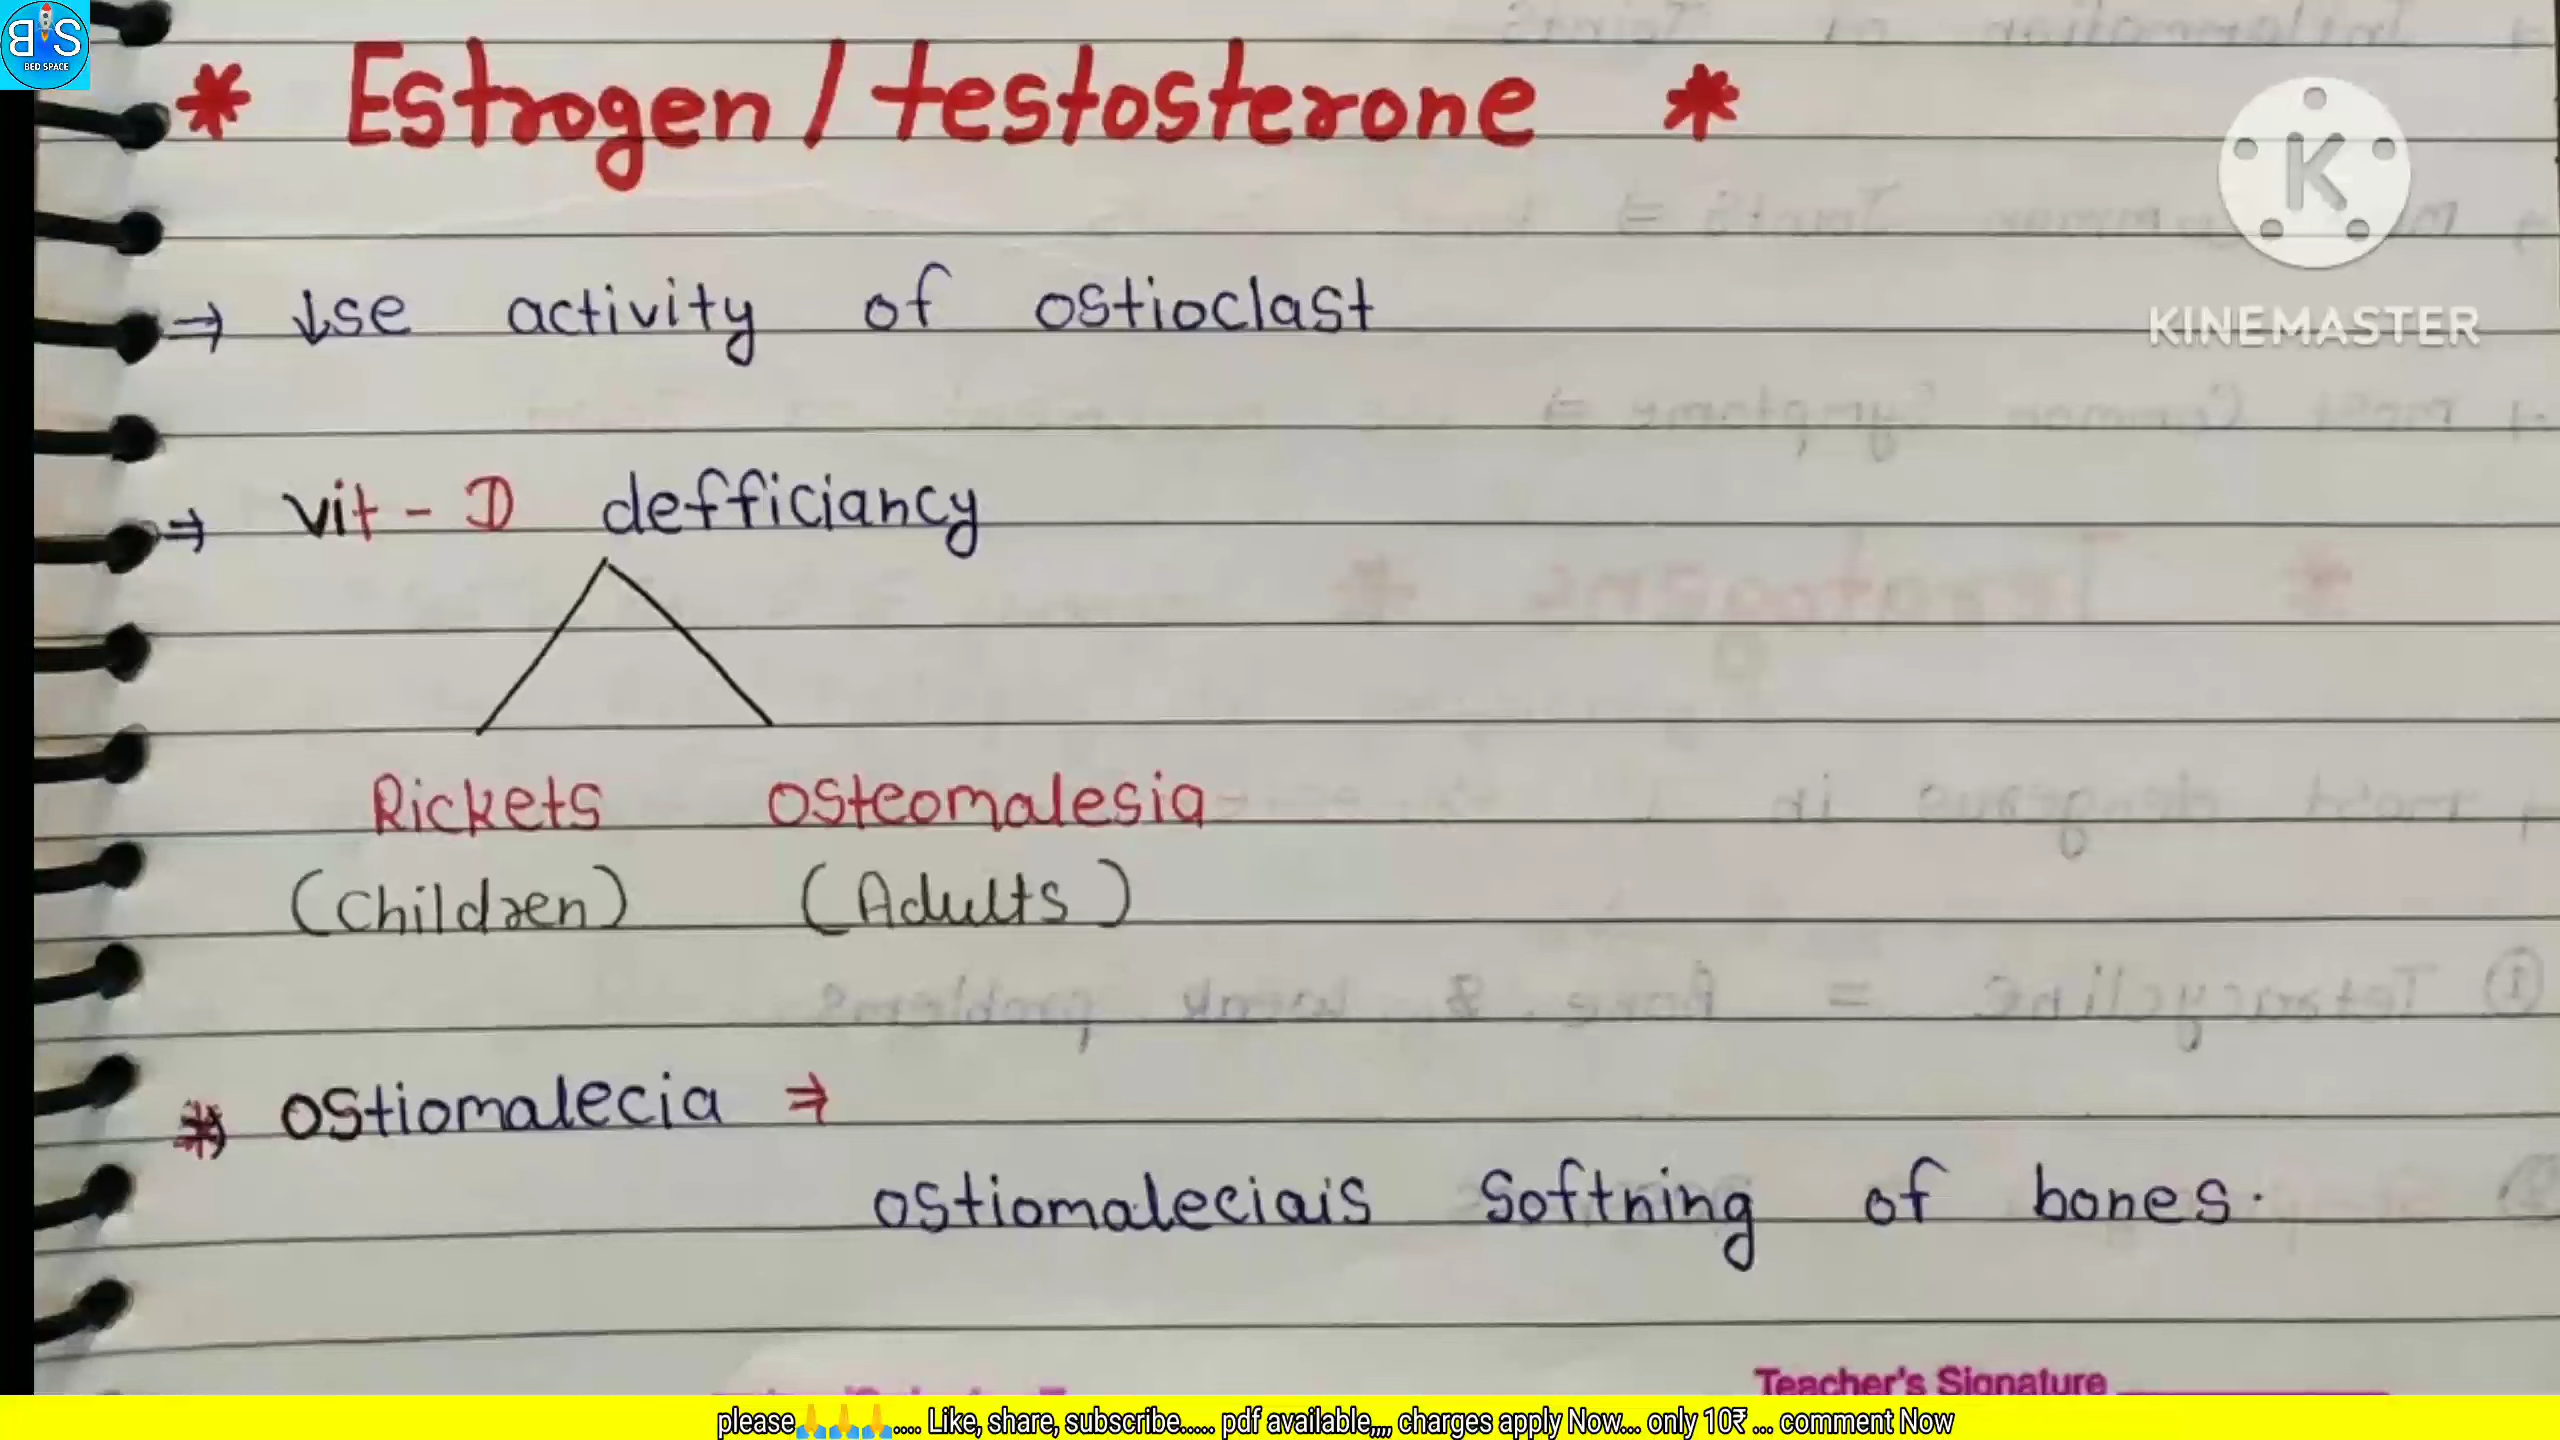 BS
BED SPACE
* Estrogen / testosterone *
K
KINEMASTER
⇒ ↓se activity of ostioclast
⇒ vit - D defficiancy
Rickets osteomalesia
(children) (Adults)
⇒ ostiomalecia ⇒
ostiomaleciais softning of bones.
Teacher's Signature
please🙏🙏🙏.... Like, share, subscribe..... pdf available,,,, charges apply Now... only 10₹ ... comment Now